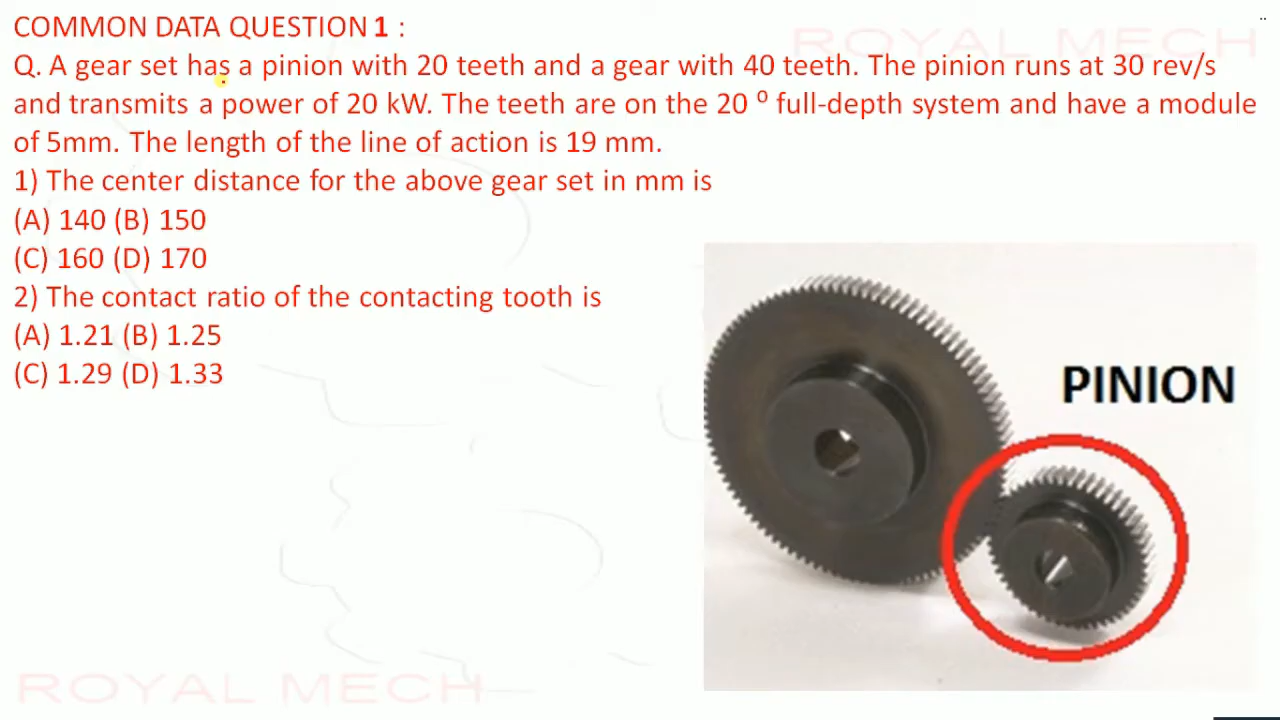 COMMON DATA QUESTION 1 :
ROYAL MECH
Q. A gear set has a pinion with 20 teeth and a gear with 40 teeth. The pinion runs at 30 rev/s
and transmits a power of 20 kW. The teeth are on the 20 ⁰ full-depth system and have a module
of 5mm. The length of the line of action is 19 mm.
1) The center distance for the above gear set in mm is
(A) 140 (B) 150
(C) 160 (D) 170
2) The contact ratio of the contacting tooth is
(A) 1.21 (B) 1.25
(C) 1.29 (D) 1.33
PINION
ROYAL MECH